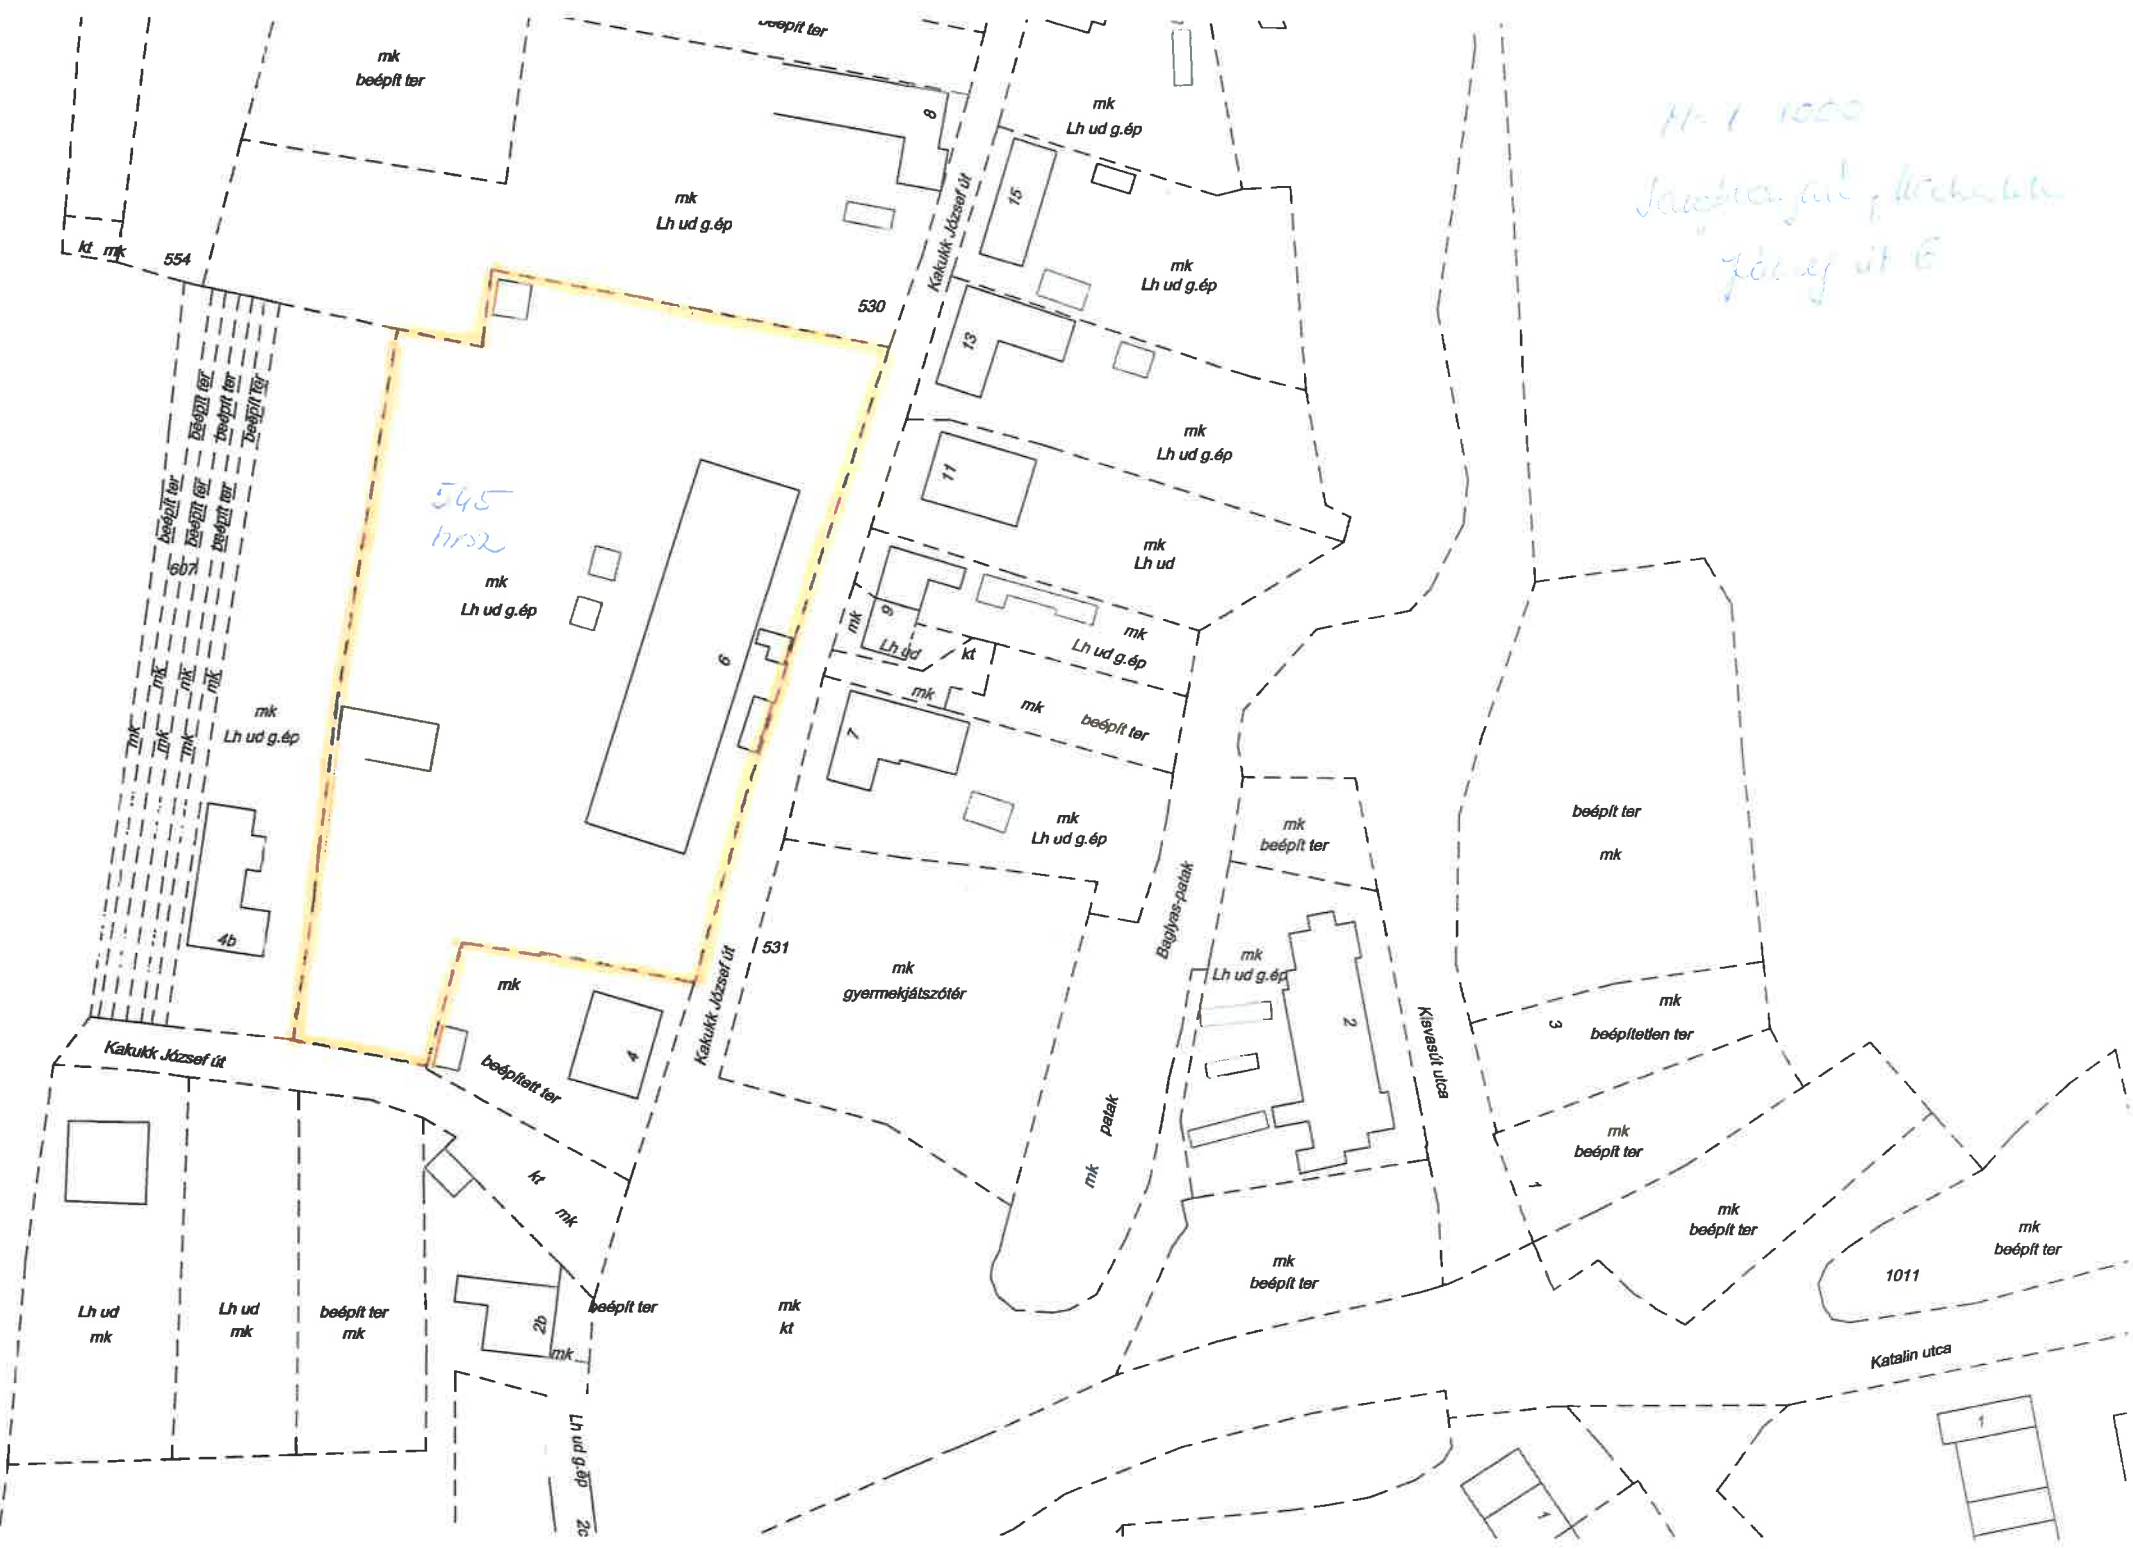 beépít ter
mk
beépít ter
8
mk
Lh ud g.ép
M=1 1000
József út 6
mk
Lh ud g.ép
Kakukk József út
15
kt mk
554
530
mk
Lh ud g.ép
13
beépít ter
beépít ter
beépít ter
beépít ter
beépít ter
beépít ter
607
545
hrsz
mk
Lh ud g.ép
11
mk
Lh ud g.ép
mk
Lh ud
6
mk
9
Lh ud
kt
mk
Lh ud g.ép
mk
mk
beépít ter
7
mk
mk
mk
mk
mk
mk
mk
Lh ud g.ép
4b
mk
Lh ud g.ép
mk
beépít ter
beépít ter
mk
Baglyas-patak
531
mk
gyermekjátszótér
Kakukk József út
mk
beépített ter
4
mk
Lh ud g.ép
2
Kisvasút utca
mk
3
beépítetlen ter
Kakukk József út
patak
mk
mk
beépít ter
1
kt
mk
mk
beépít ter
mk
beépít ter
1011
mk
beépít ter
Lh ud
mk
Lh ud
mk
beépít ter
mk
2b
mk
beépít ter
mk
kt
Katalin utca
Lh ud g.ép
2c
1
1